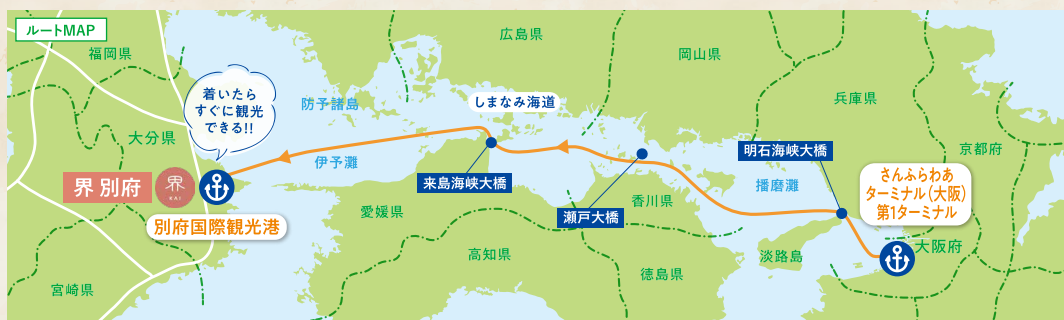 ルートMAP
福岡県
広島県
岡山県
着いたら
すぐに観光
できる!!
防予諸島
しまなみ海道
兵庫県
大分県
伊予灘
明石海峡大橋
京都府
界 別府
界
KAI
来島海峡大橋
播磨灘
さんふらわあ
ターミナル(大阪)
第1ターミナル
別府国際観光港
愛媛県
瀬戸大橋
香川県
高知県
淡路島
大阪府
宮崎県
徳島県